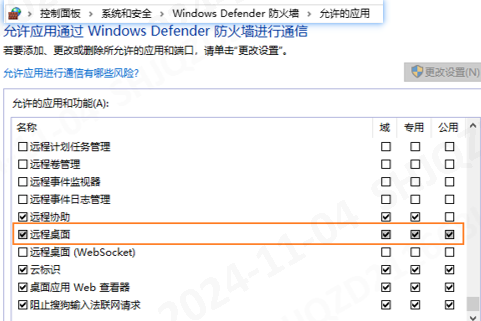 控制面板 › 系统和安全 › Windows Defender 防火墙 › 允许的应用
允许应用通过 Windows Defender 防火墙进行通信
若要添加、更改或删除所允许的应用和端口，请单击“更改设置”。
允许应用进行通信有哪些风险?
更改设置(N)
允许的应用和功能(A):
名称 域 专用 公用
远程计划任务管理
远程卷管理
远程事件监视器
远程事件日志管理
远程协助
远程桌面
远程桌面 (WebSocket)
云标识
桌面应用 Web 查看器
阻止搜狗输入法联网请求
2024-11-04